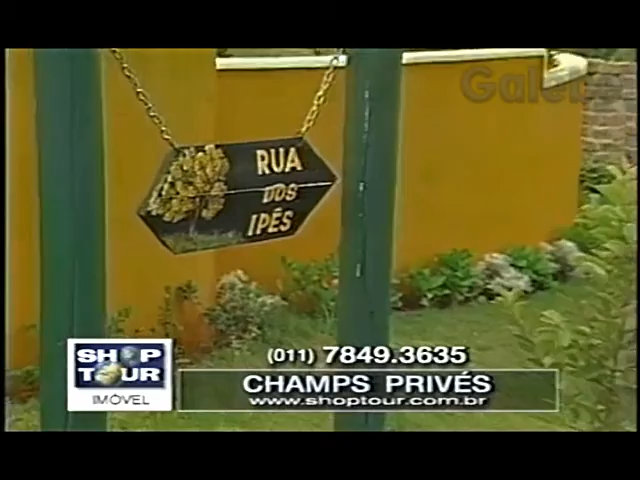 RUA
DOS
IPÊS
(011) 7849.3635
SHOP
TOUR
IMÓVEL
CHAMPS PRIVÉS
www.shoptour.com.br